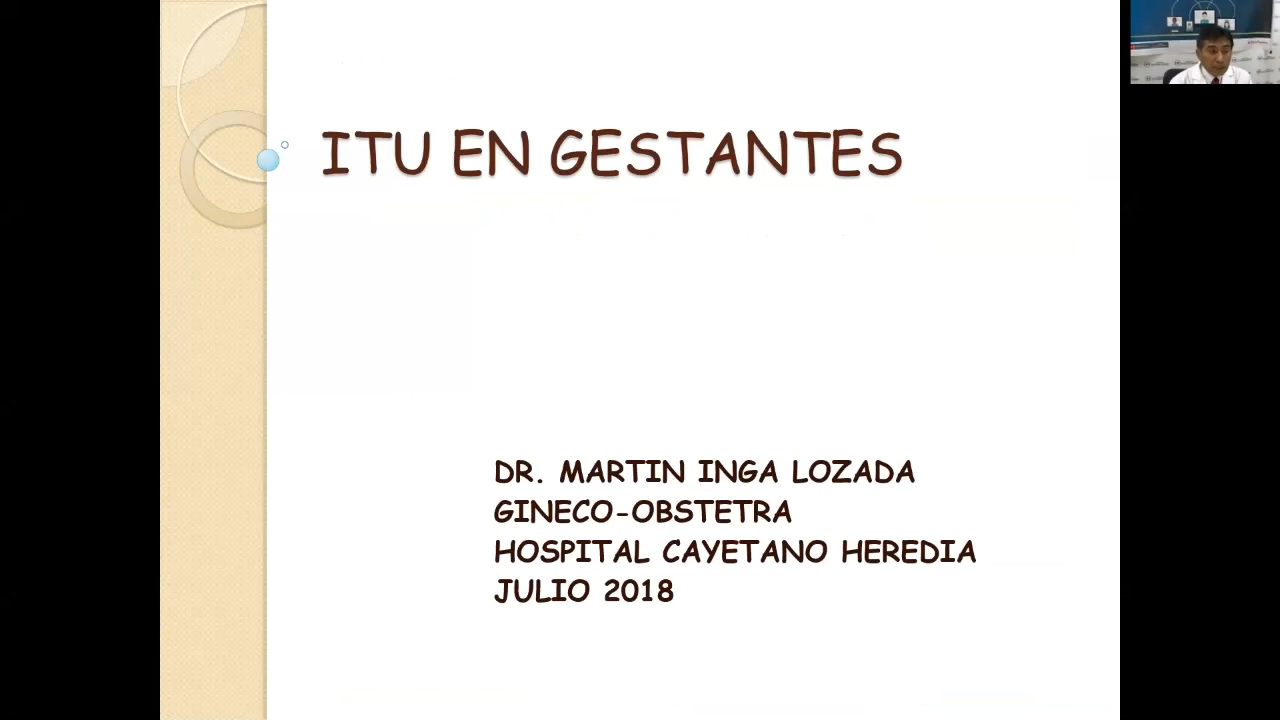 ITU EN GESTANTES
DR. MARTIN INGA LOZADA
GINECO-OBSTETRA
HOSPITAL CAYETANO HEREDIA
JULIO 2018